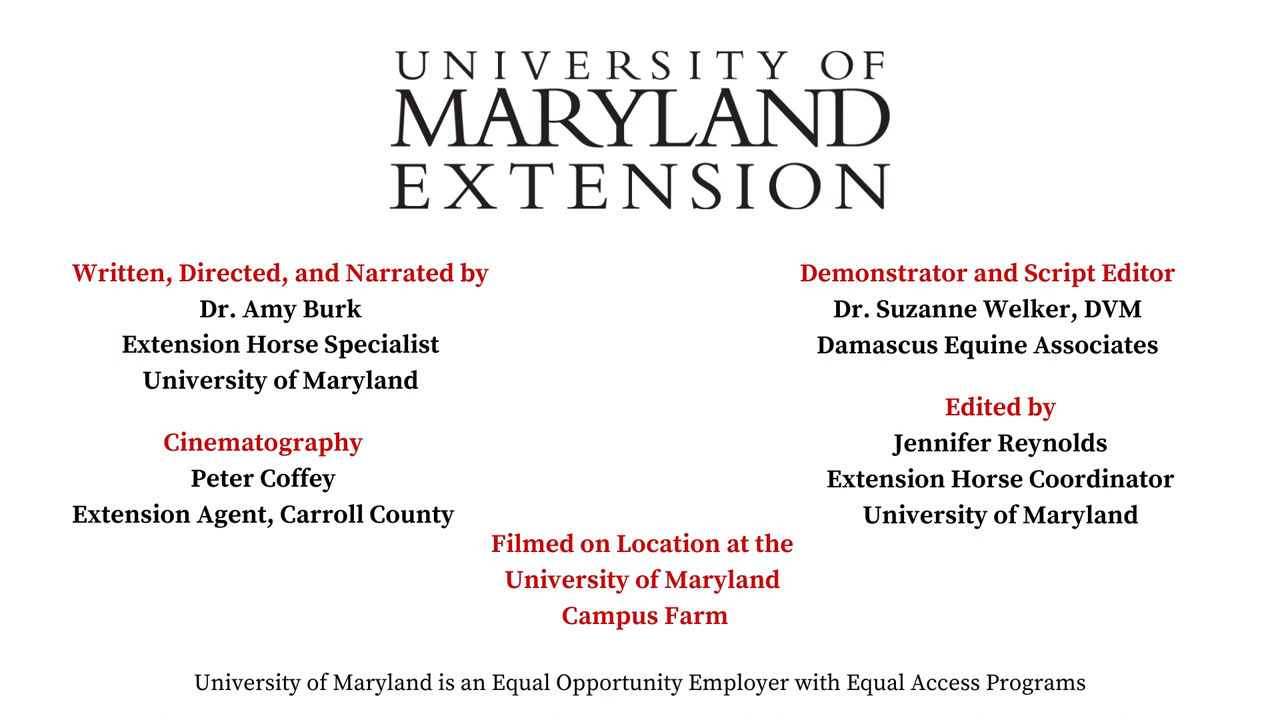 UNIVERSITY OF
MARYLAND
EXTENSION
Written, Directed, and Narrated by
Dr. Amy Burk
Extension Horse Specialist
University of Maryland
Cinematography
Peter Coffey
Extension Agent, Carroll County
Demonstrator and Script Editor
Dr. Suzanne Welker, DVM
Damascus Equine Associates
Edited by
Jennifer Reynolds
Extension Horse Coordinator
University of Maryland
Filmed on Location at the
University of Maryland
Campus Farm
University of Maryland is an Equal Opportunity Employer with Equal Access Programs